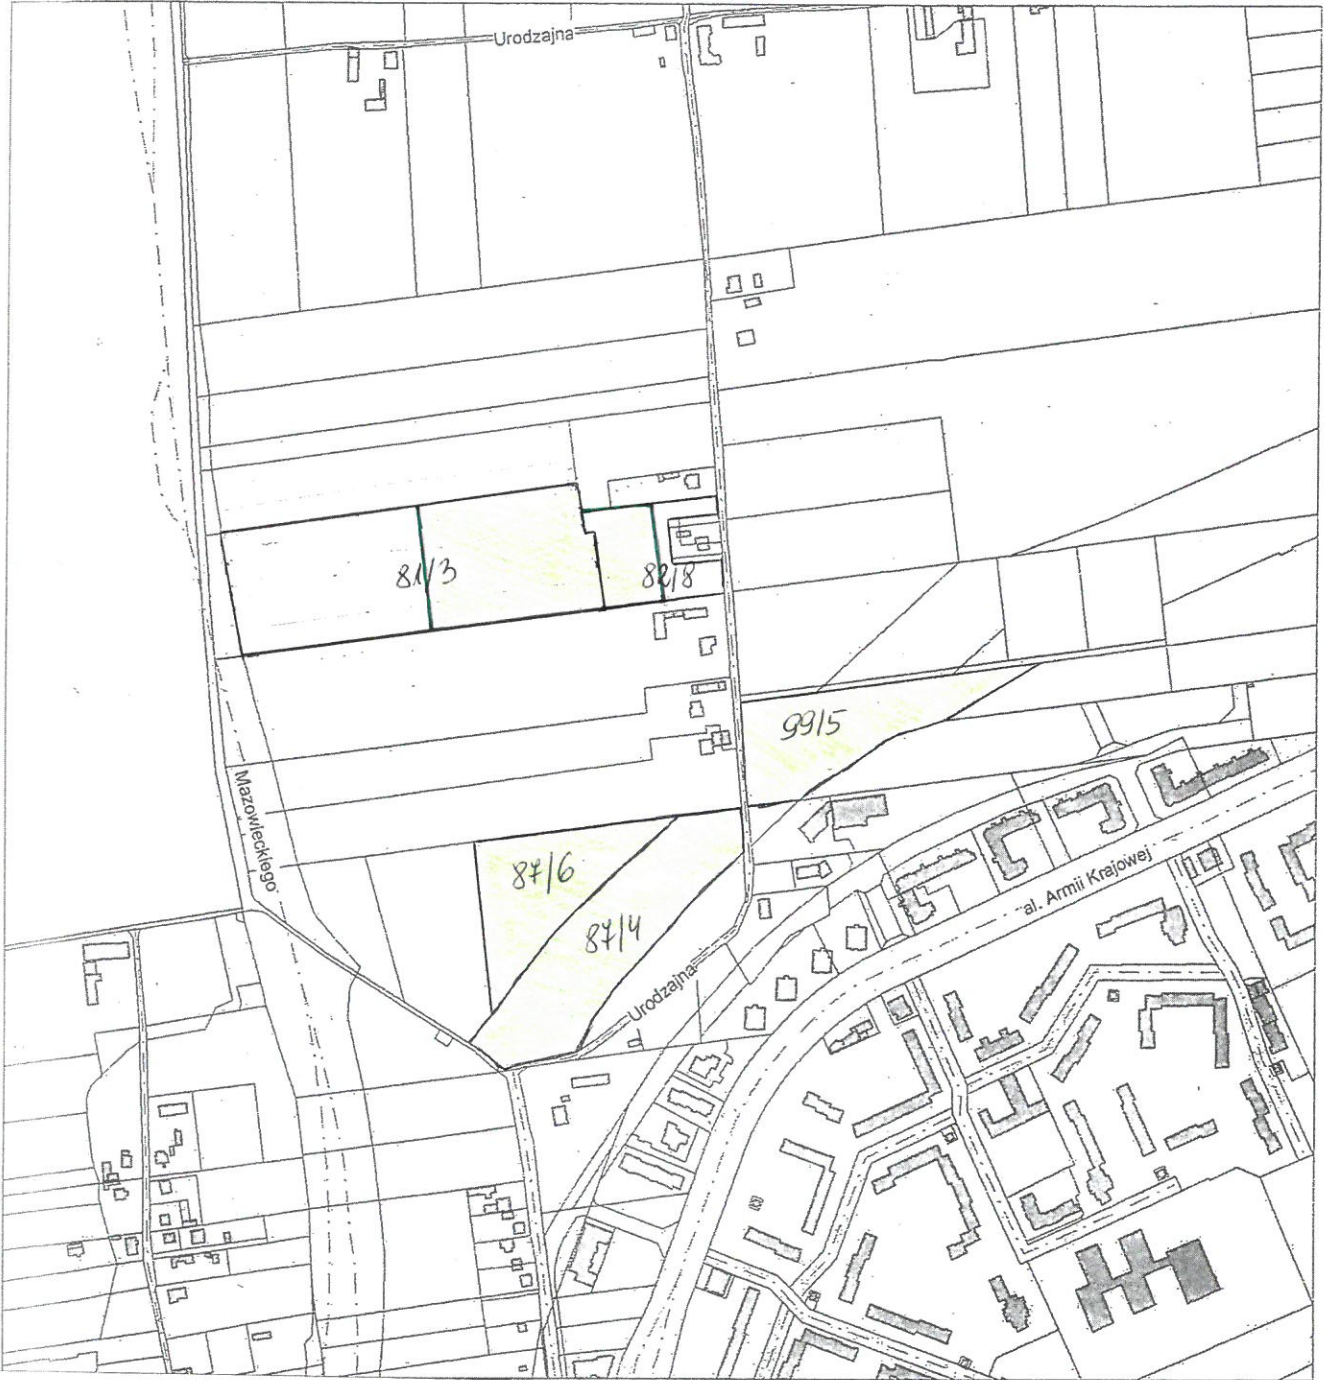 Urodzajna
81/3
82/8
99/5
Mazowieckiego
87/6
al. Armii Krajowej
87/4
Urodzajna